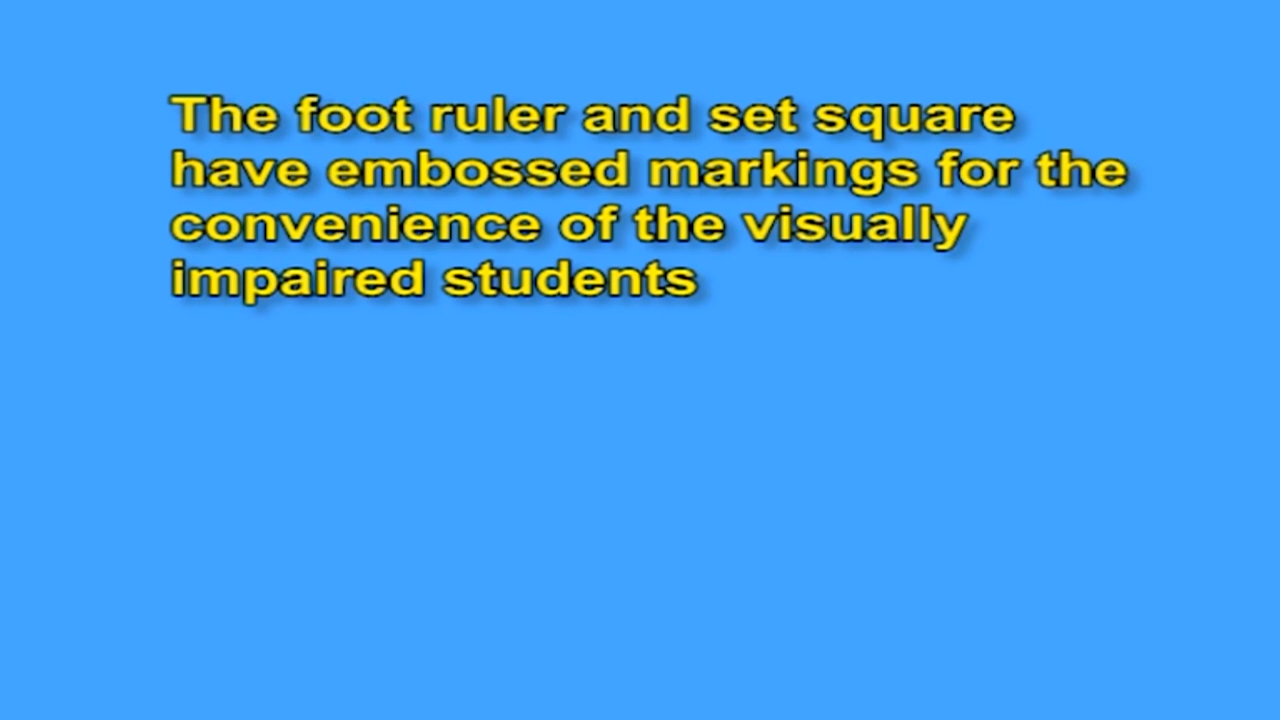 The foot ruler and set square
have embossed markings for the
convenience of the visually
impaired students